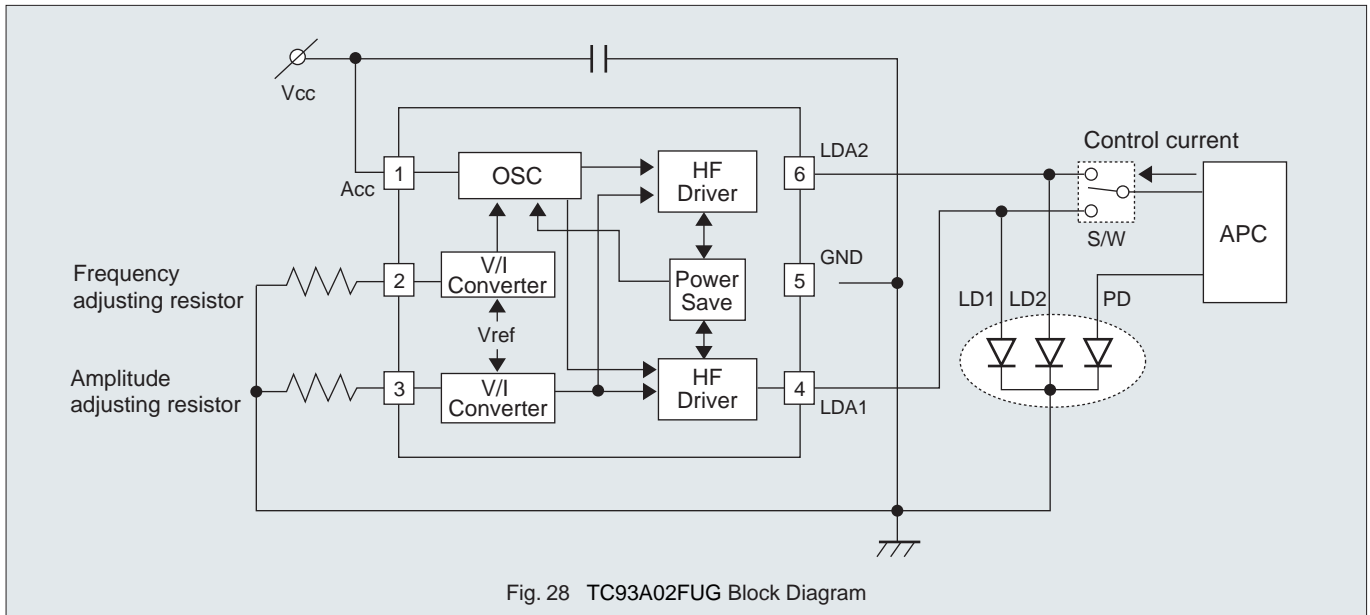 Vcc
Acc
1
OSC
HF
Driver
6
LDA2
Control current
S/W
APC
Frequency
adjusting resistor
2
V/I
Converter
Power
Save
5
GND
Vref
LD1
LD2
PD
Amplitude
adjusting resistor
3
V/I
Converter
HF
Driver
4
LDA1
Fig. 28 TC93A02FUG Block Diagram